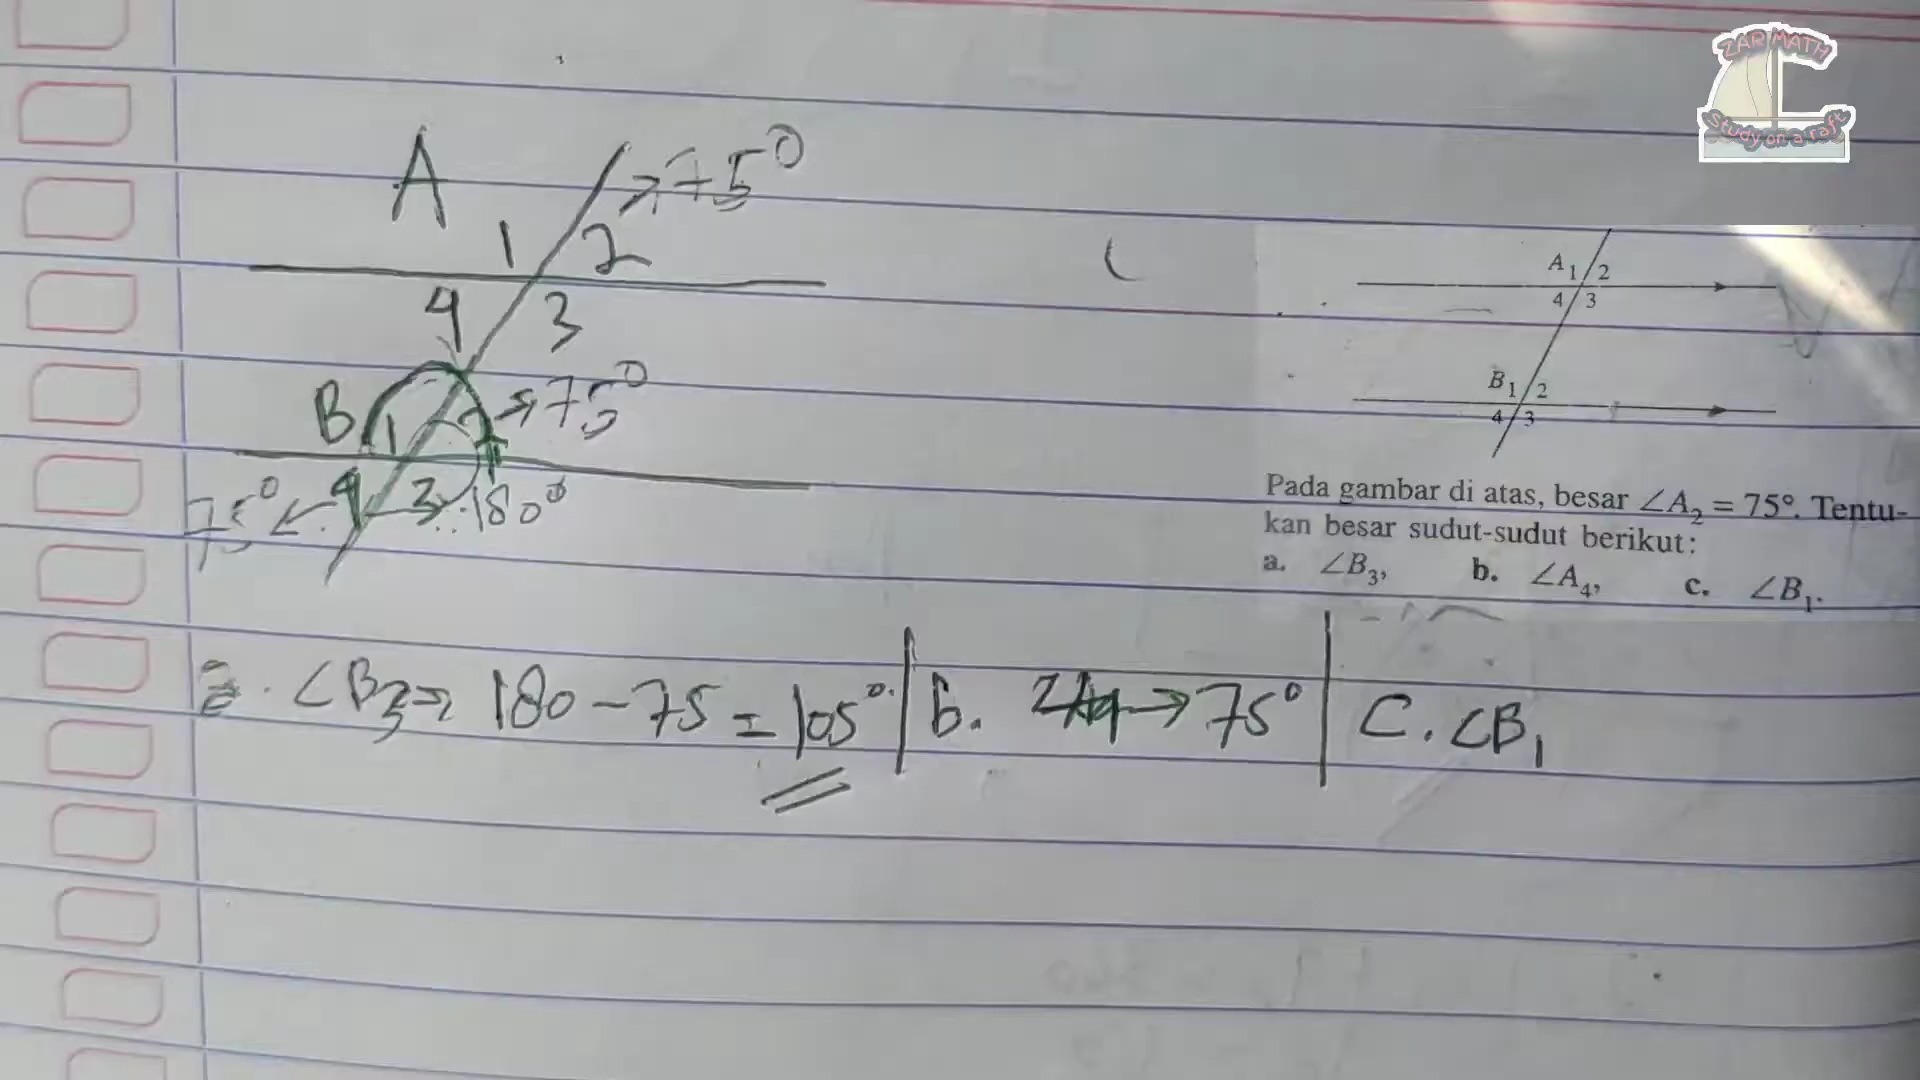 ZAR MATH
Study on a raft
A
75°
1 2
4 3
B
1 2
75°
75°
4 3
180°
A 1 2
4 3
B 1 2
4 3
Pada gambar di atas, besar ∠A₂ = 75°. Tentu-
kan besar sudut-sudut berikut:
a. ∠B₃, b. ∠A₄, c. ∠B₁.
a. ∠B₃ = 180 - 75 = 105°
b. ∠A4 → 75°
C. ∠B₁